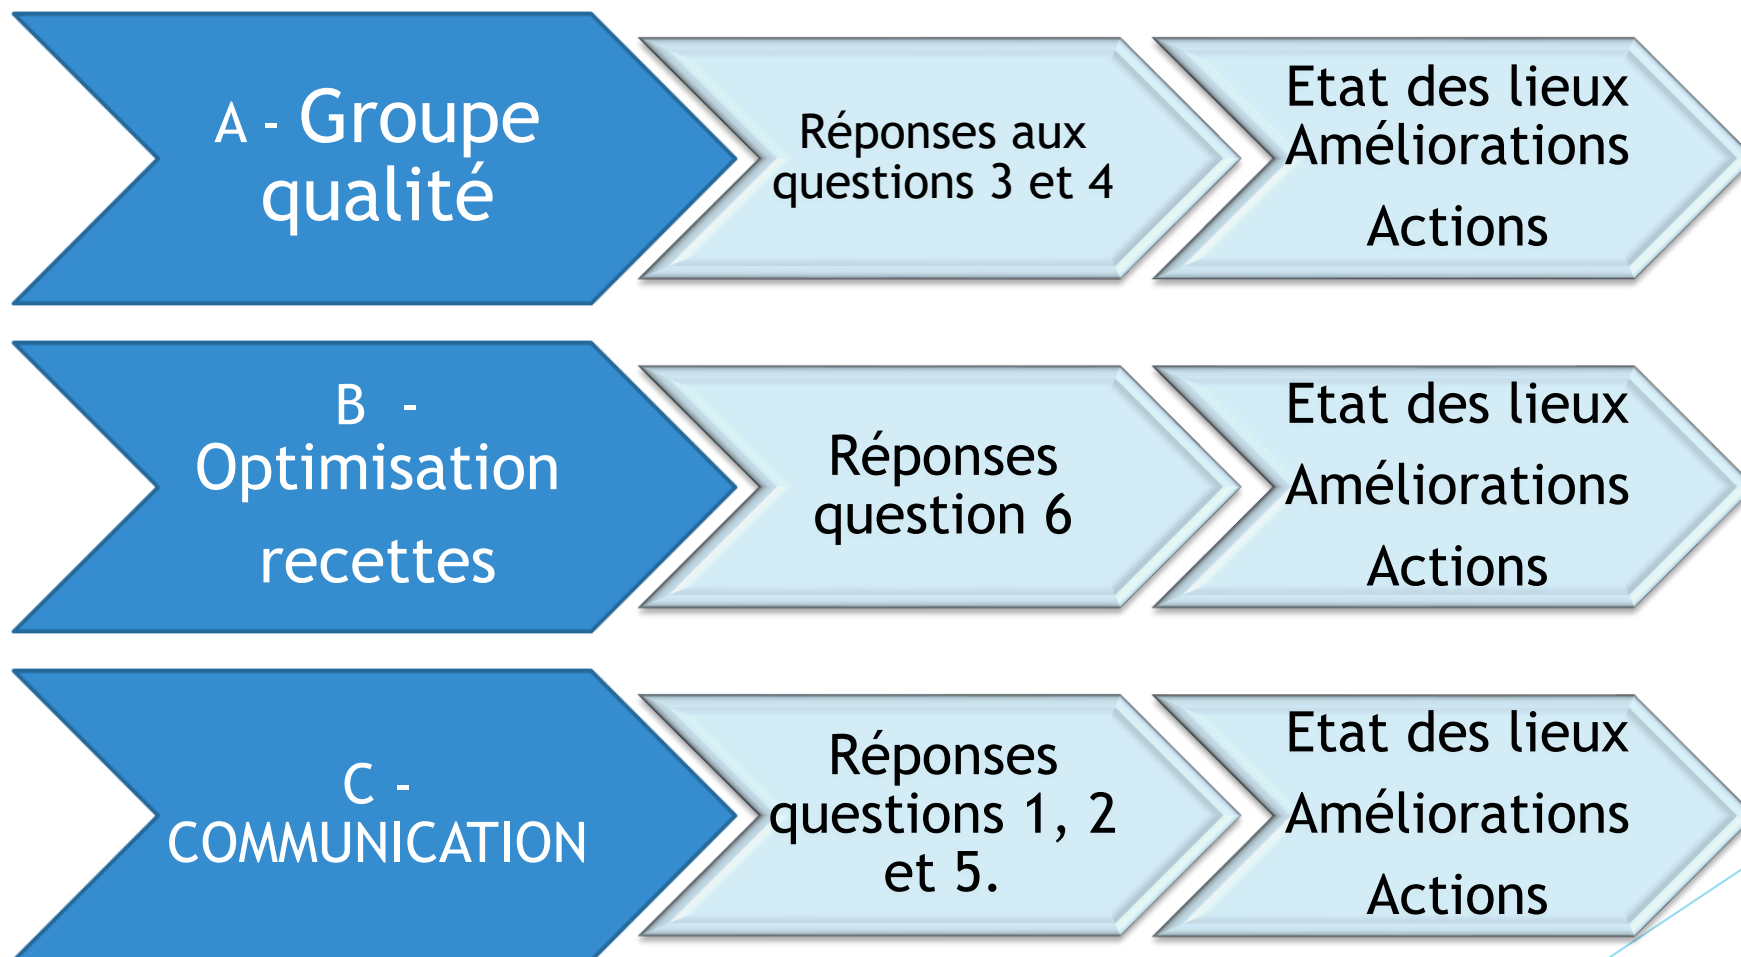 A - Groupe
qualité
Réponses aux
questions 3 et 4
Etat des lieux
Améliorations
Actions
B  -
Optimisation
recettes
Réponses
question 6
Etat des lieux
Améliorations
Actions
C -
COMMUNICATION
Réponses
questions 1, 2
et 5.
Etat des lieux
Améliorations
Actions